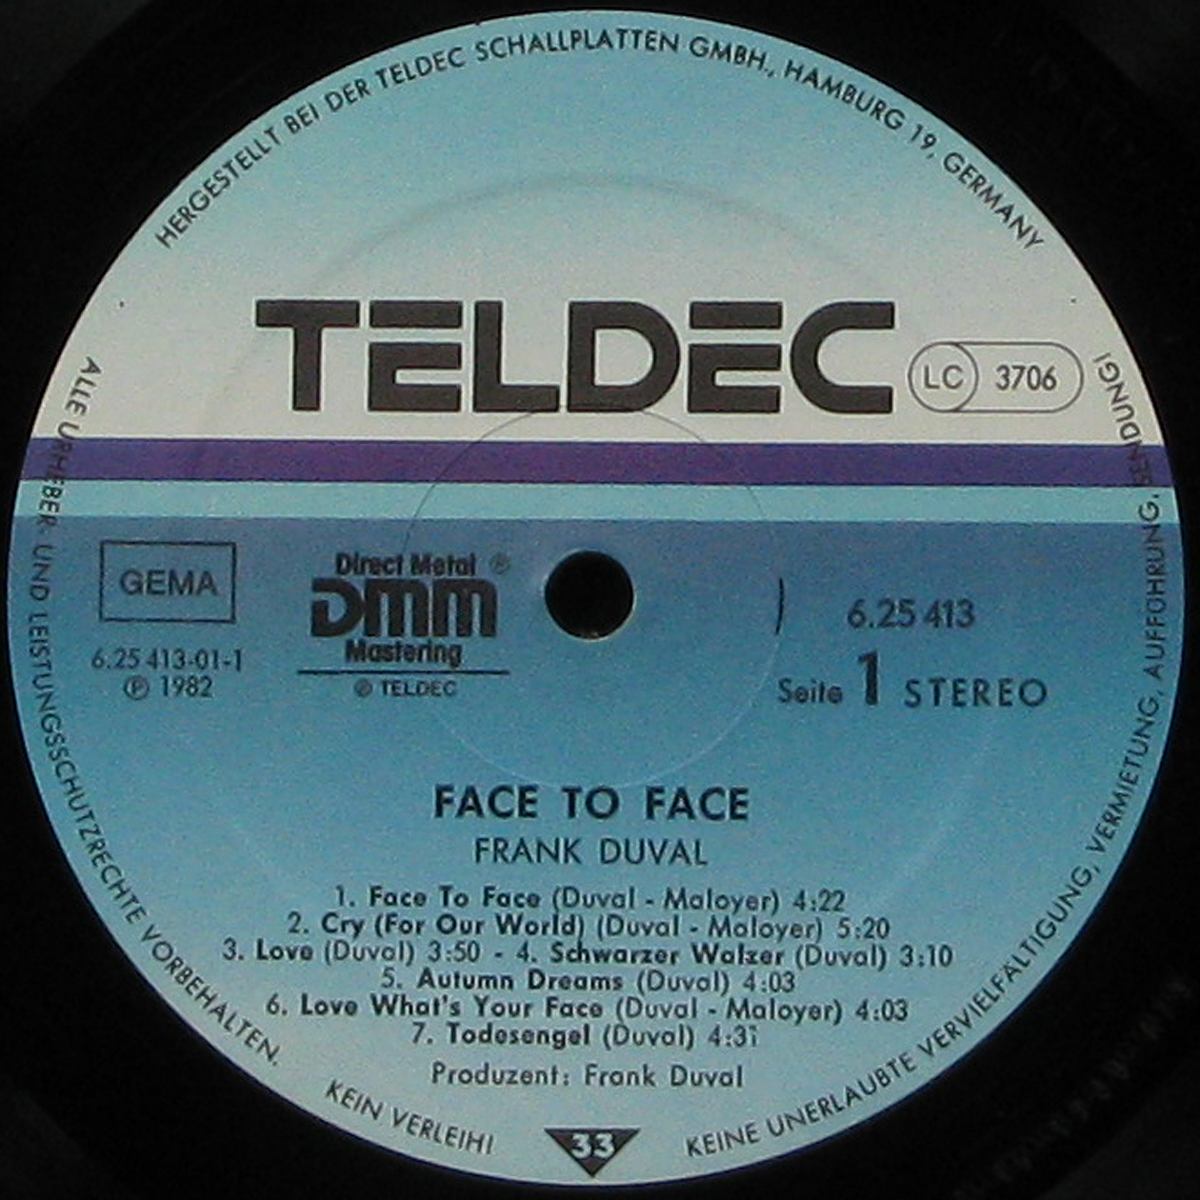 HERGESTELLT BEI DER TELDEC SCHALLPLATTEN GMBH., HAMBURG 19, GERMANY
TELDEC
LC 3706
GEMA
6.25 413-01-1
℗ 1982
Direct Metal ®
DMM
Mastering
© TELDEC
6.25 413
Seite 1 STEREO
FACE TO FACE
FRANK DUVAL
1. Face To Face (Duval - Maloyer) 4:22
2. Cry (For Our World) (Duval - Maloyer) 5:20
3. Love (Duval) 3:50 - 4. Schwarzer Walzer (Duval) 3:10
5. Autumn Dreams (Duval) 4:03
6. Love What's Your Face (Duval - Maloyer) 4:03
7. Todesengel (Duval) 4:31
Produzent: Frank Duval
33
ALLE URHEBER- UND LEISTUNGSSCHUTZRECHTE VORBEHALTEN.
KEIN VERLEIH!
KEINE UNERLAUBTE VERVIELFÄLTIGUNG, VERMIETUNG, AUFFÜHRUNG, SENDUNG!